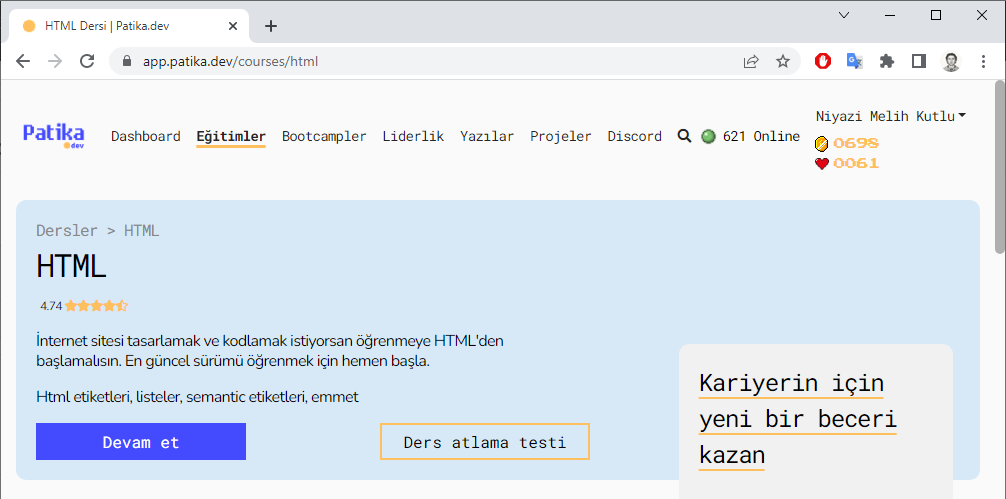 HTML Dersi | Patika.dev
app.patika.dev/courses/html
Niyazi Melih Kutlu
Patika
dev
Dashboard Eğitimler Bootcampler Liderlik Yazılar Projeler Discord 621 Online
0698
0061
Dersler > HTML
HTML
4.74
İnternet sitesi tasarlamak ve kodlamak istiyorsan öğrenmeye HTML'den
başlamalısın. En güncel sürümü öğrenmek için hemen başla.
Html etiketleri, listeler, semantic etiketleri, emmet
Devam et
Ders atlama testi
Kariyerin için
yeni bir beceri
kazan